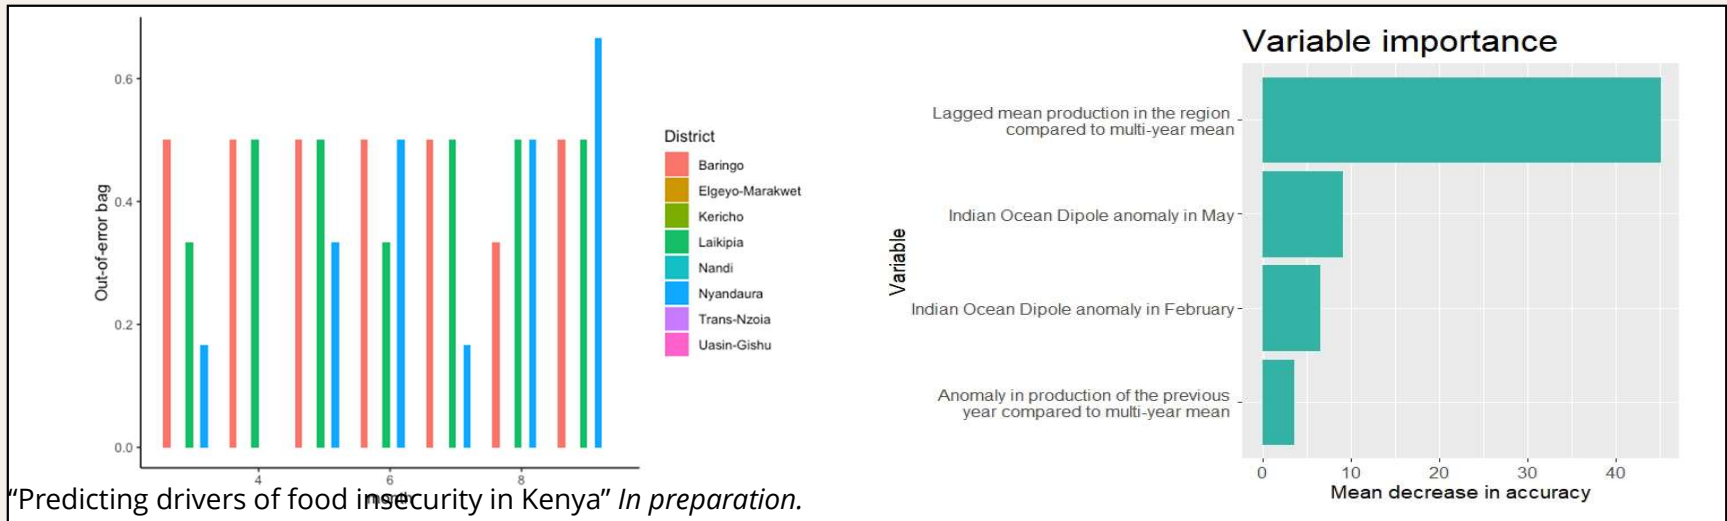 0.6
0.4
0.2
0.0
Out-of-error bag
4
6
8
month
District
Baringo
Elgeyo-Marakwet
Kericho
Laikipia
Nandi
Nyandaura
Trans-Nzoia
Uasin-Gishu
"Predicting drivers of food insecurity in Kenya" In preparation.
Variable importance
Variable
Lagged mean production in the region
compared to multi-year mean
Indian Ocean Dipole anomaly in May
Indian Ocean Dipole anomaly in February
Anomaly in production of the previous
year compared to multi-year mean
0
10
20
30
40
Mean decrease in accuracy